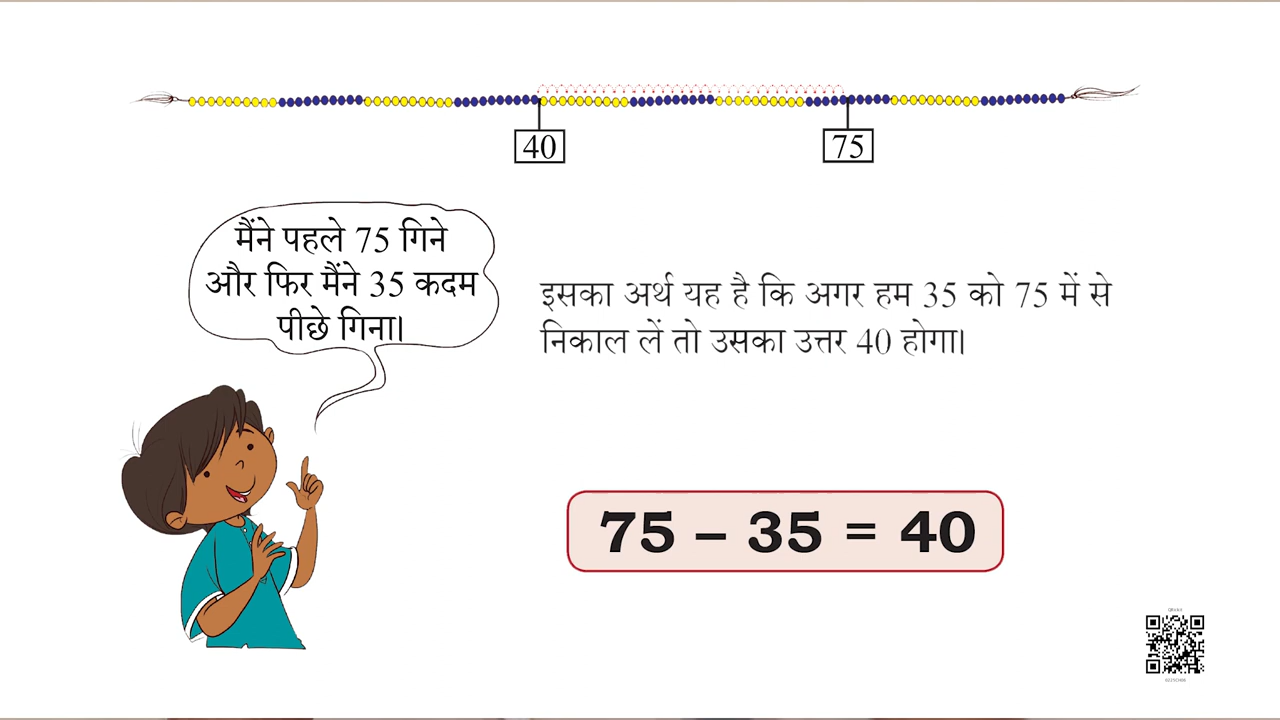 40
75
मैंने पहले 75 गिने
और फिर मैंने 35 कदम
पीछे गिना।
इसका अर्थ यह है कि अगर हम 35 को 75 में से
निकाल लें तो उसका उत्तर 40 होगा।
75 – 35 = 40